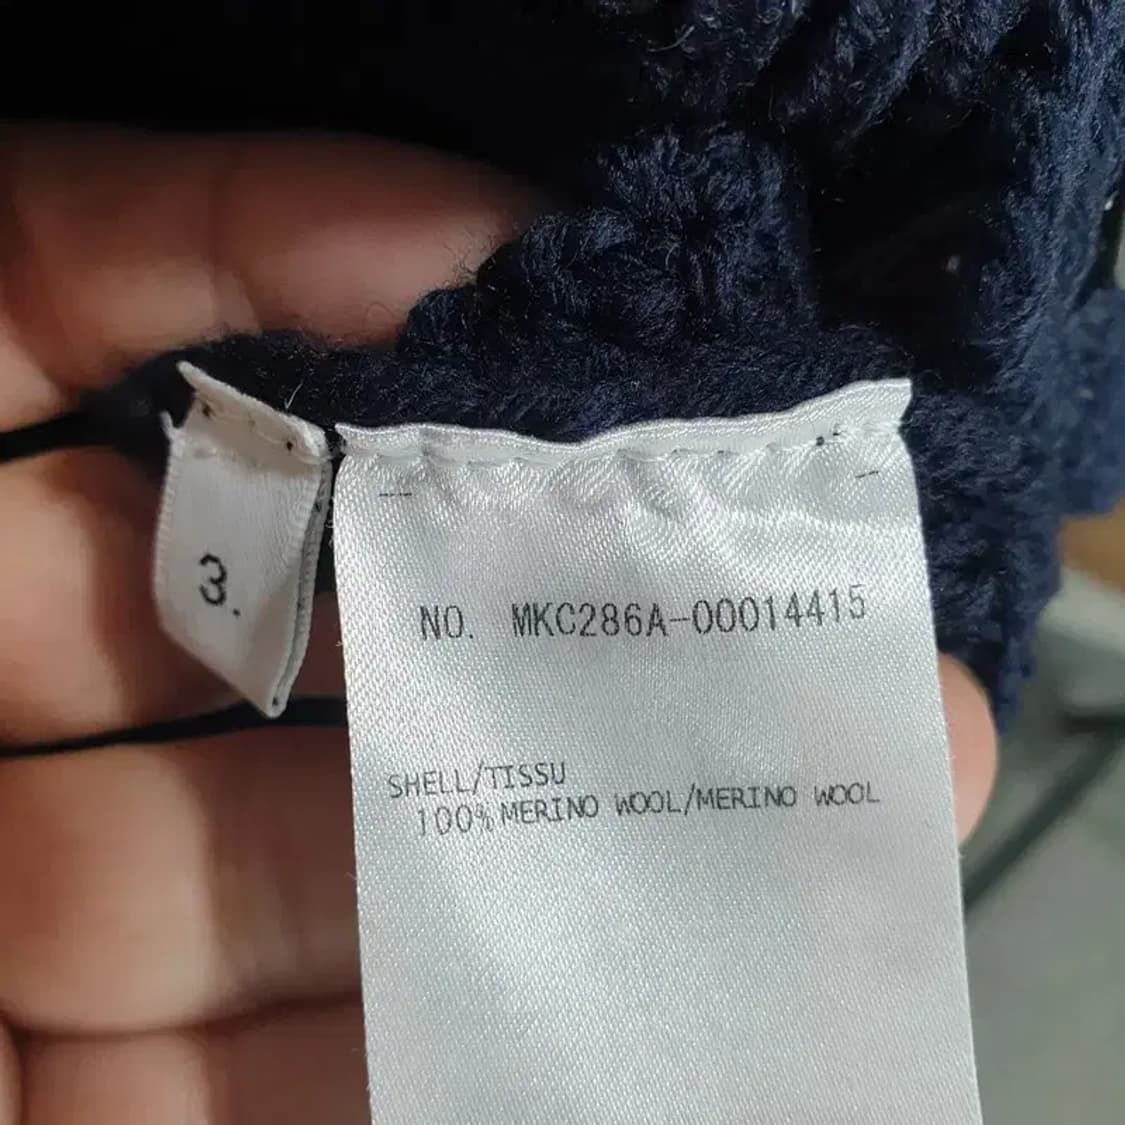 3.
NO. MKC286A-00014415
SHELL/TISSU
100% MERINO WOOL/MERINO WOOL